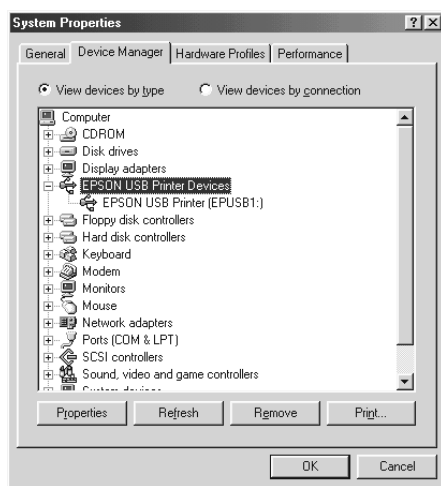 System Properties
General Device Manager Hardware Profiles Performance
View devices by type View devices by connection
Computer
CDROM
Disk drives
Display adapters
EPSON USB Printer Devices
EPSON USB Printer (EPUSB1:)
Floppy disk controllers
Hard disk controllers
Keyboard
Modem
Monitors
Mouse
Network adapters
Ports (COM & LPT)
SCSI controllers
Sound, video and game controllers
System devices
Properties Refresh Remove Print...
OK Cancel